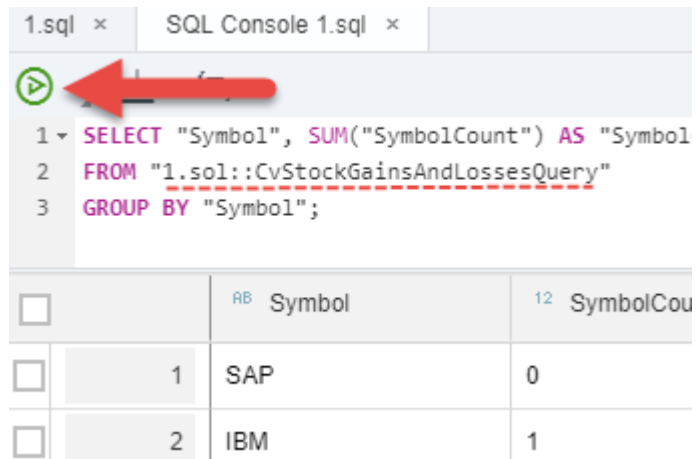 1.sql × SQL Console 1.sql ×
1 SELECT "Symbol", SUM("SymbolCount") AS "Symbol
2 FROM "1.sol::CvStockGainsAndLossesQuery"
3 GROUP BY "Symbol";
AB Symbol 12 SymbolCou
1 SAP 0
2 IBM 1